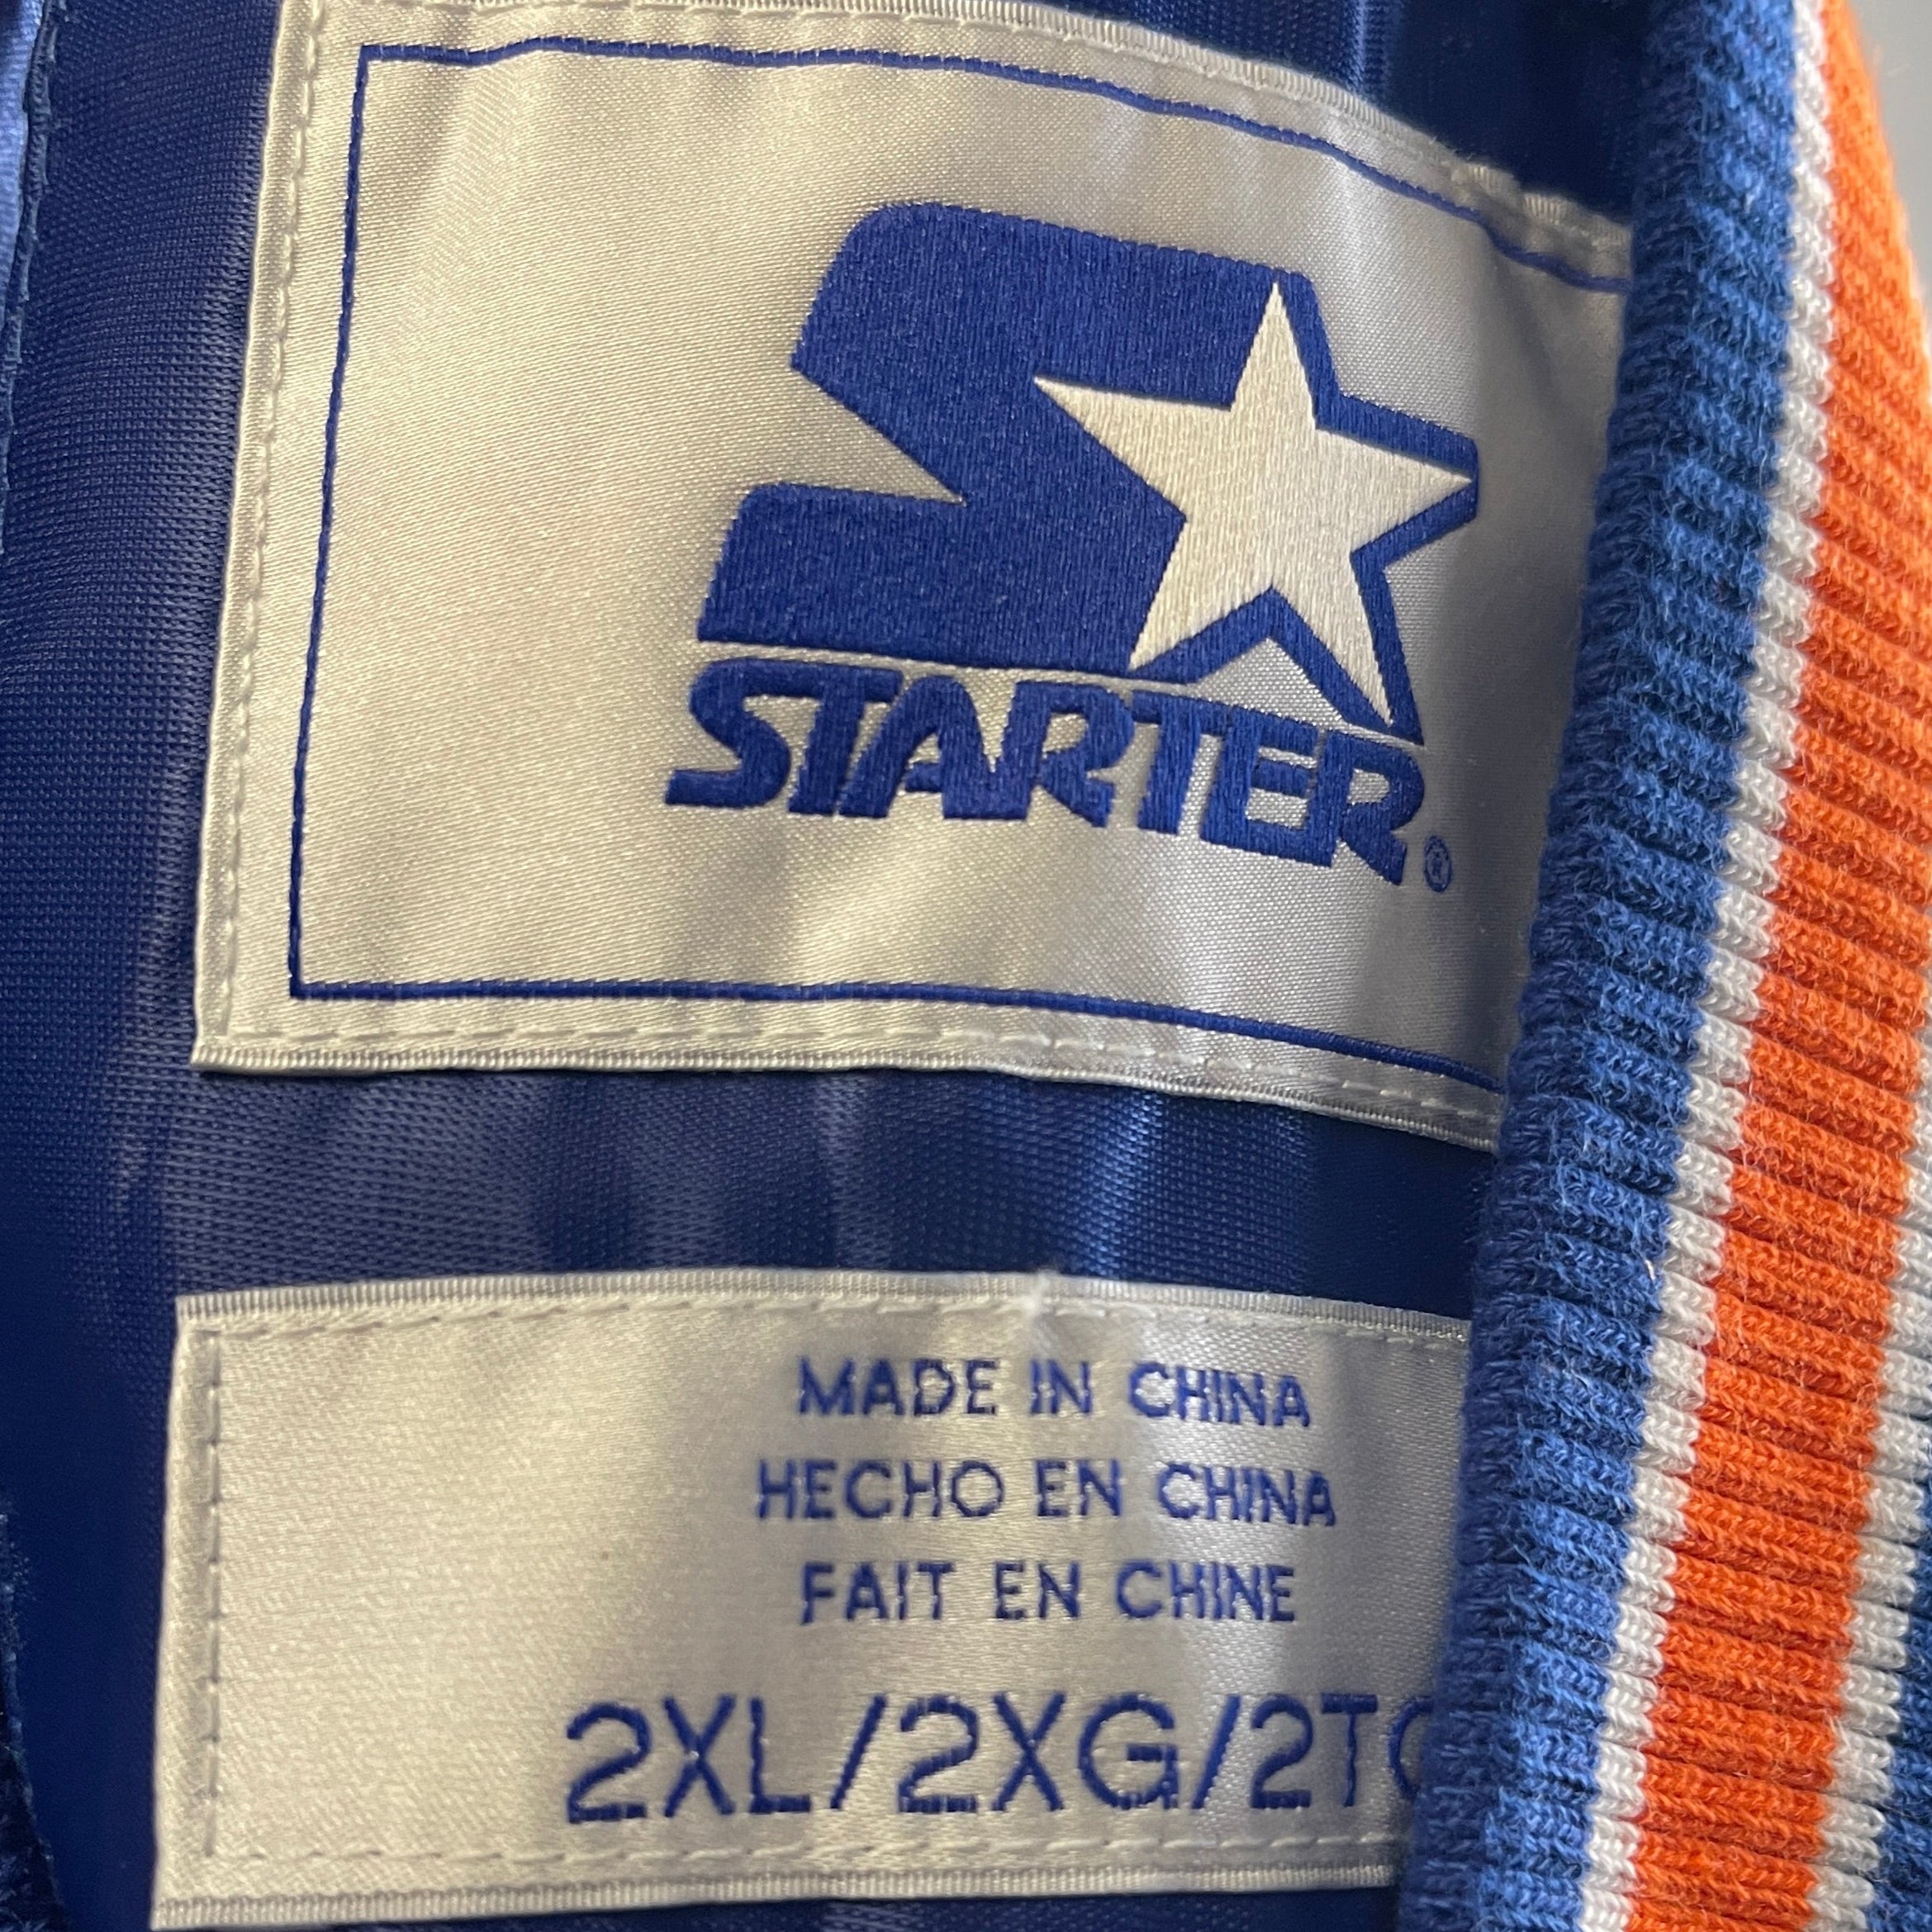 STARTER®
MADE IN CHINA
HECHO EN CHINA
FAIT EN CHINE
2XL/2XG/2T